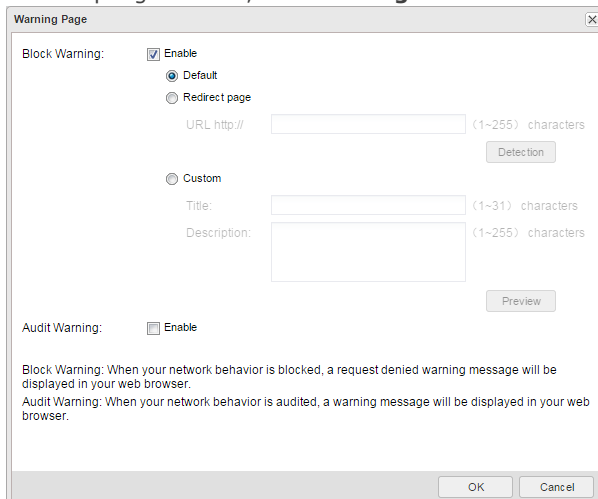 Warning Page
Block Warning: Enable
Default
Redirect page
URL http:// (1~255) characters
Detection
Custom
Title: (1~31) characters
Description: (1~255) characters
Preview
Audit Warning: Enable
Block Warning: When your network behavior is blocked, a request denied warning message will be
displayed in your web browser.
Audit Warning: When your network behavior is audited, a warning message will be displayed in your web
browser.
OK Cancel